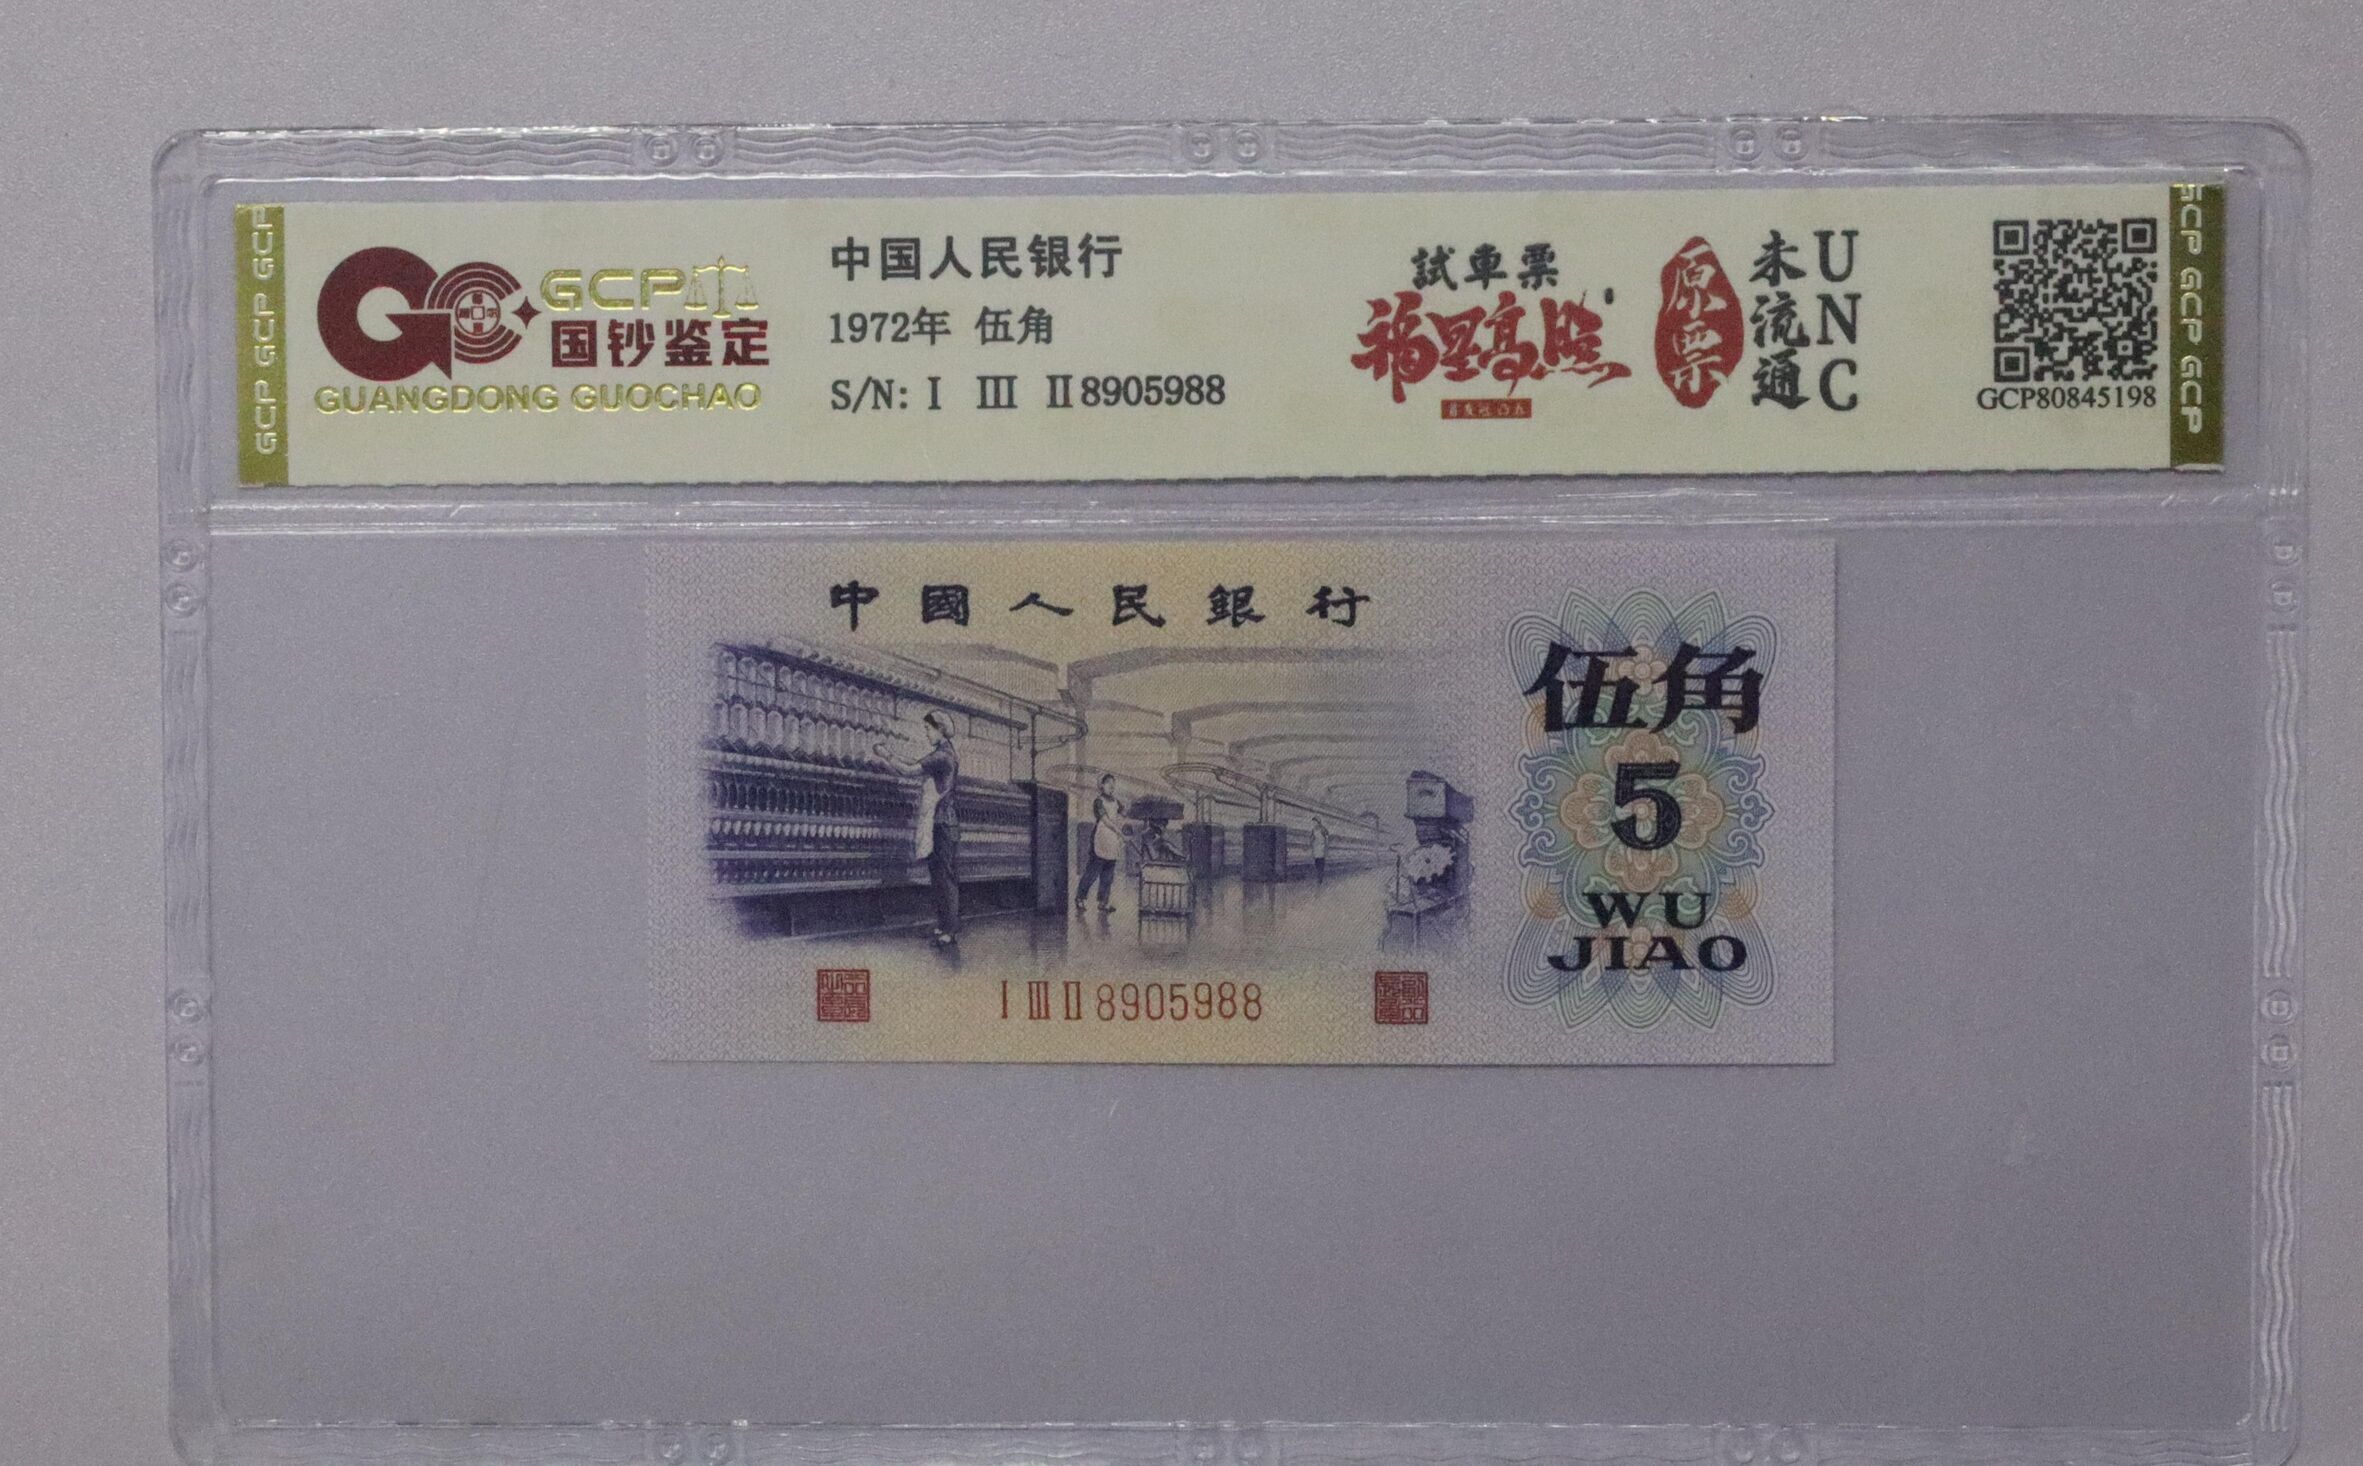 GCP GCP GCP
GCP
国钞鉴定
GUANGDONG GUOCHAO
中国人民银行
1972年 伍角
S/N: I III II 8905988
試車票
福星高照
原票
未流通
UNC
GCP80845198
GCP GCP GCP
中國人民銀行
伍角
5
WU
JIAO
I III II 8905988